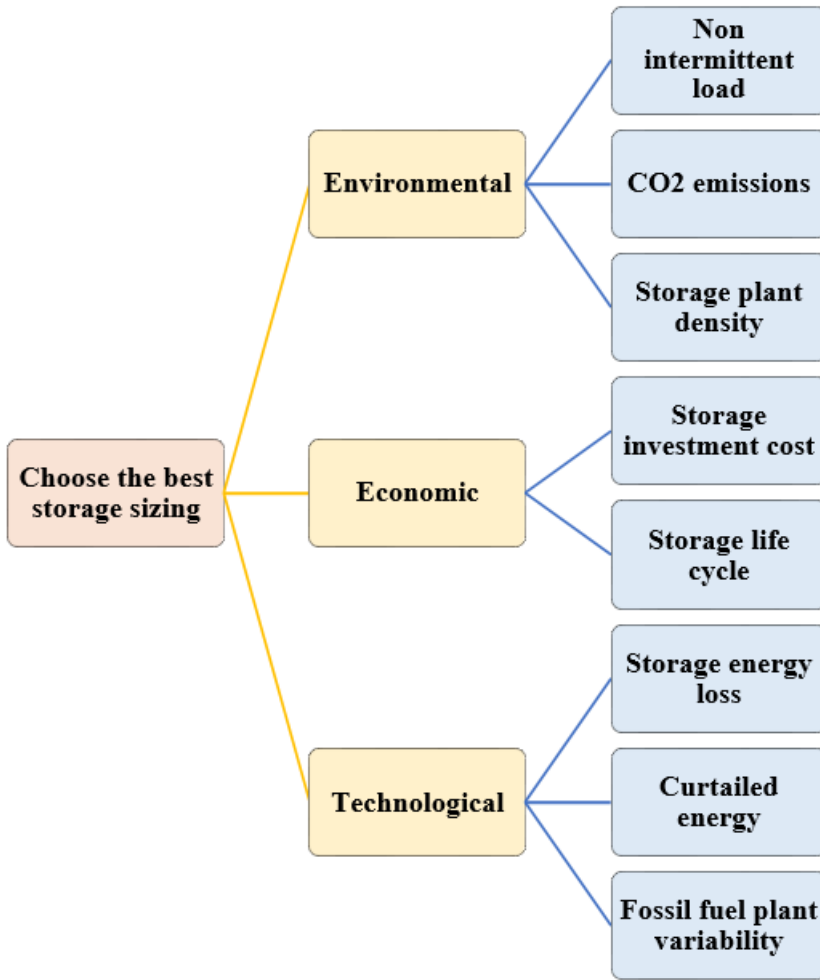 Non
intermittent
load
Environmental
CO2 emissions
Storage plant
density
Storage
investment cost
Choose the best
storage sizing
Economic
Storage life
cycle
Storage energy
loss
Technological
Curtailed
energy
Fossil fuel plant
variability